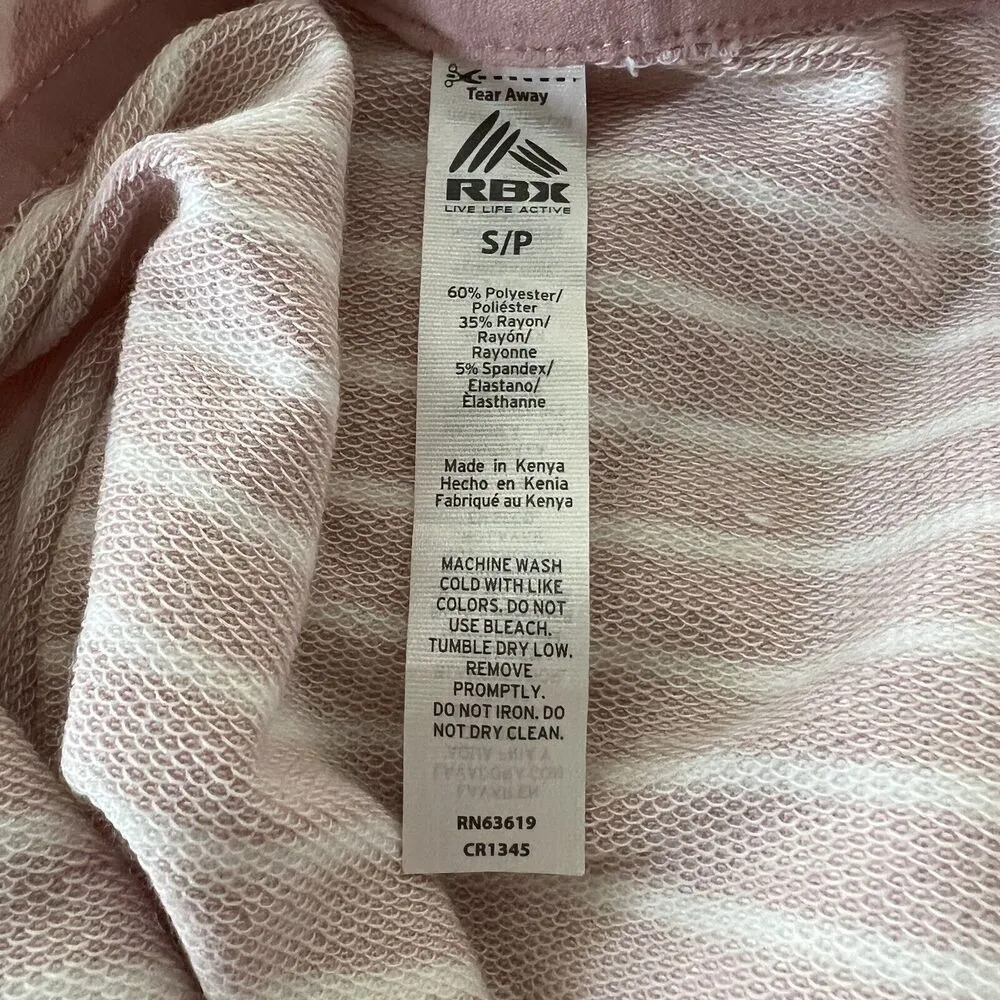 Tear Away
RBX
LIVE LIFE ACTIVE
S/P
60% Polyester/
Poliéster
35% Rayon/
Rayón/
Rayonne
5% Spandex/
Elastano/
Èlasthanne
Made in Kenya
Hecho en Kenia
Fabriqué au Kenya
MACHINE WASH
COLD WITH LIKE
COLORS. DO NOT
USE BLEACH.
TUMBLE DRY LOW.
REMOVE
PROMPTLY.
DO NOT IRON. DO
NOT DRY CLEAN.
RN63619
CR1345